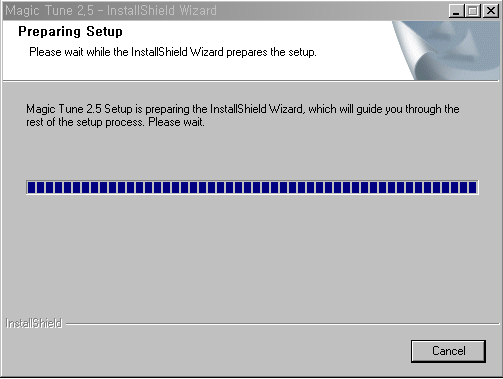 Magic Tune 2,5 - InstallShield Wizard
Preparing Setup
Please wait while the InstallShield Wizard prepares the setup.
Magic Tune 2.5 Setup is preparing the InstallShield Wizard, which will guide you through the
rest of the setup process. Please wait.
InstallShield
Cancel